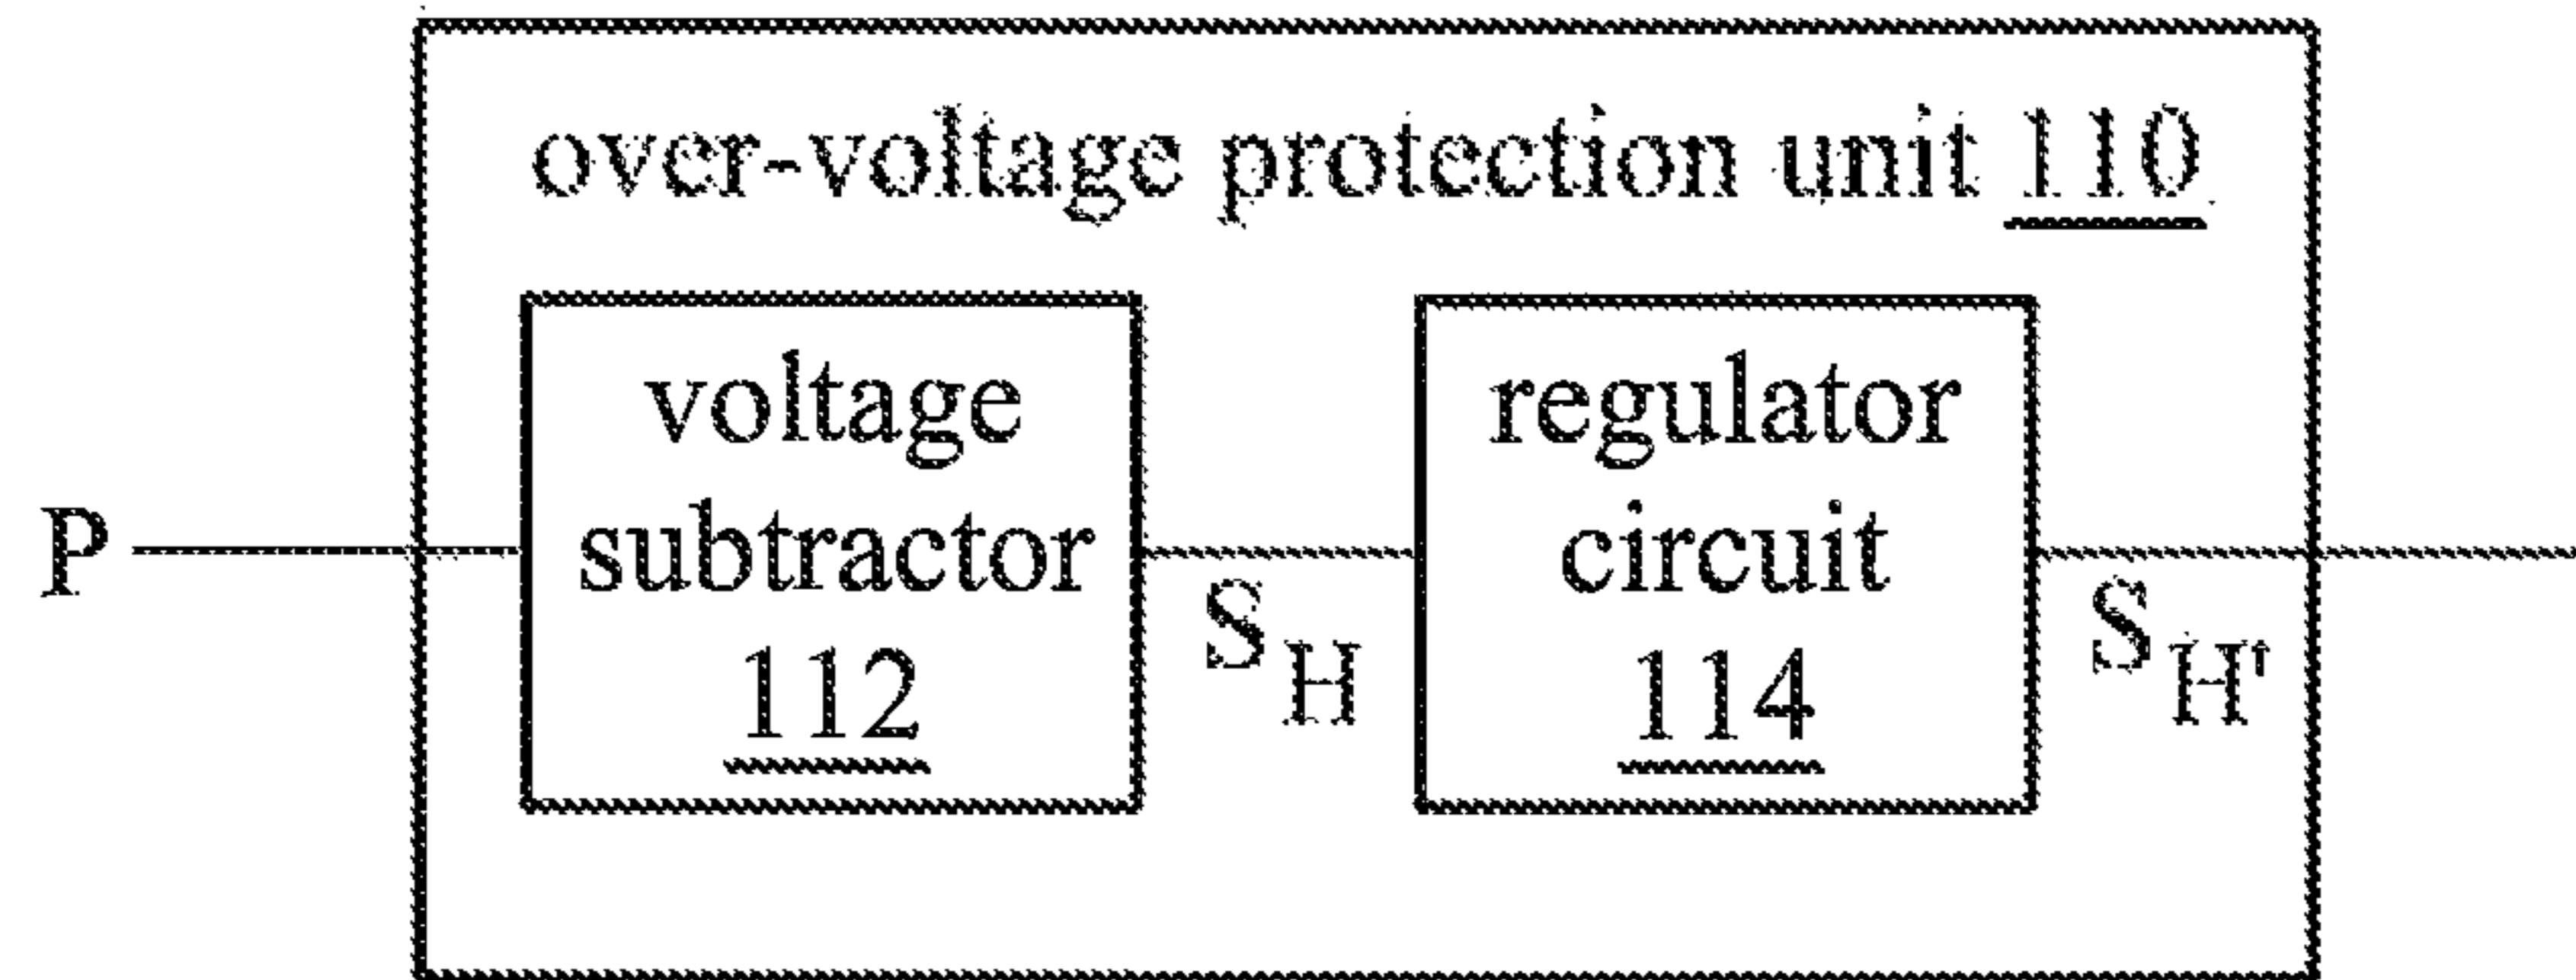 over-voltage protection unit 110
voltage
subtractor
112
regulator
circuit
114
P
S_H
S_H'